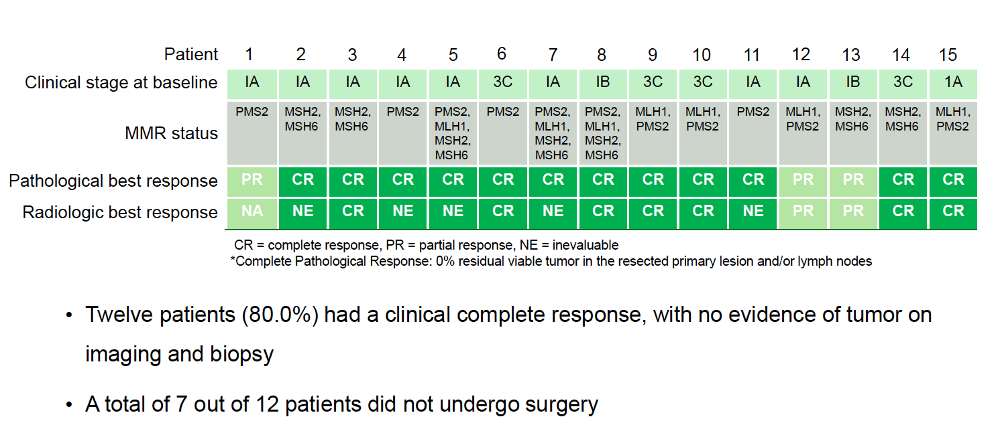 Patient 1 2 3 4 5 6 7 8 9 10 11 12 13 14 15
Clinical stage at baseline IA IA IA IA IA 3C IA IB 3C 3C IA IA IB 3C 1A
PMS2 MSH2, MSH2, PMS2 PMS2, PMS2 PMS2, PMS2, MLH1, MLH1, PMS2 MLH1, MSH2, MSH2, MLH1,
MSH6 MSH6 MLH1, MLH1, MLH1, PMS2 PMS2 PMS2 MSH6 MSH6 PMS2
MMR status MSH2, MSH2, MSH2,
MSH6 MSH6 MSH6
Pathological best response PR CR CR CR CR CR CR CR CR CR CR PR PR CR CR
Radiologic best response NA NE CR NE NE CR NE CR CR CR NE PR PR CR CR
CR = complete response, PR = partial response, NE = inevaluable
*Complete Pathological Response: 0% residual viable tumor in the resected primary lesion and/or lymph nodes
• Twelve patients (80.0%) had a clinical complete response, with no evidence of tumor on
imaging and biopsy
• A total of 7 out of 12 patients did not undergo surgery